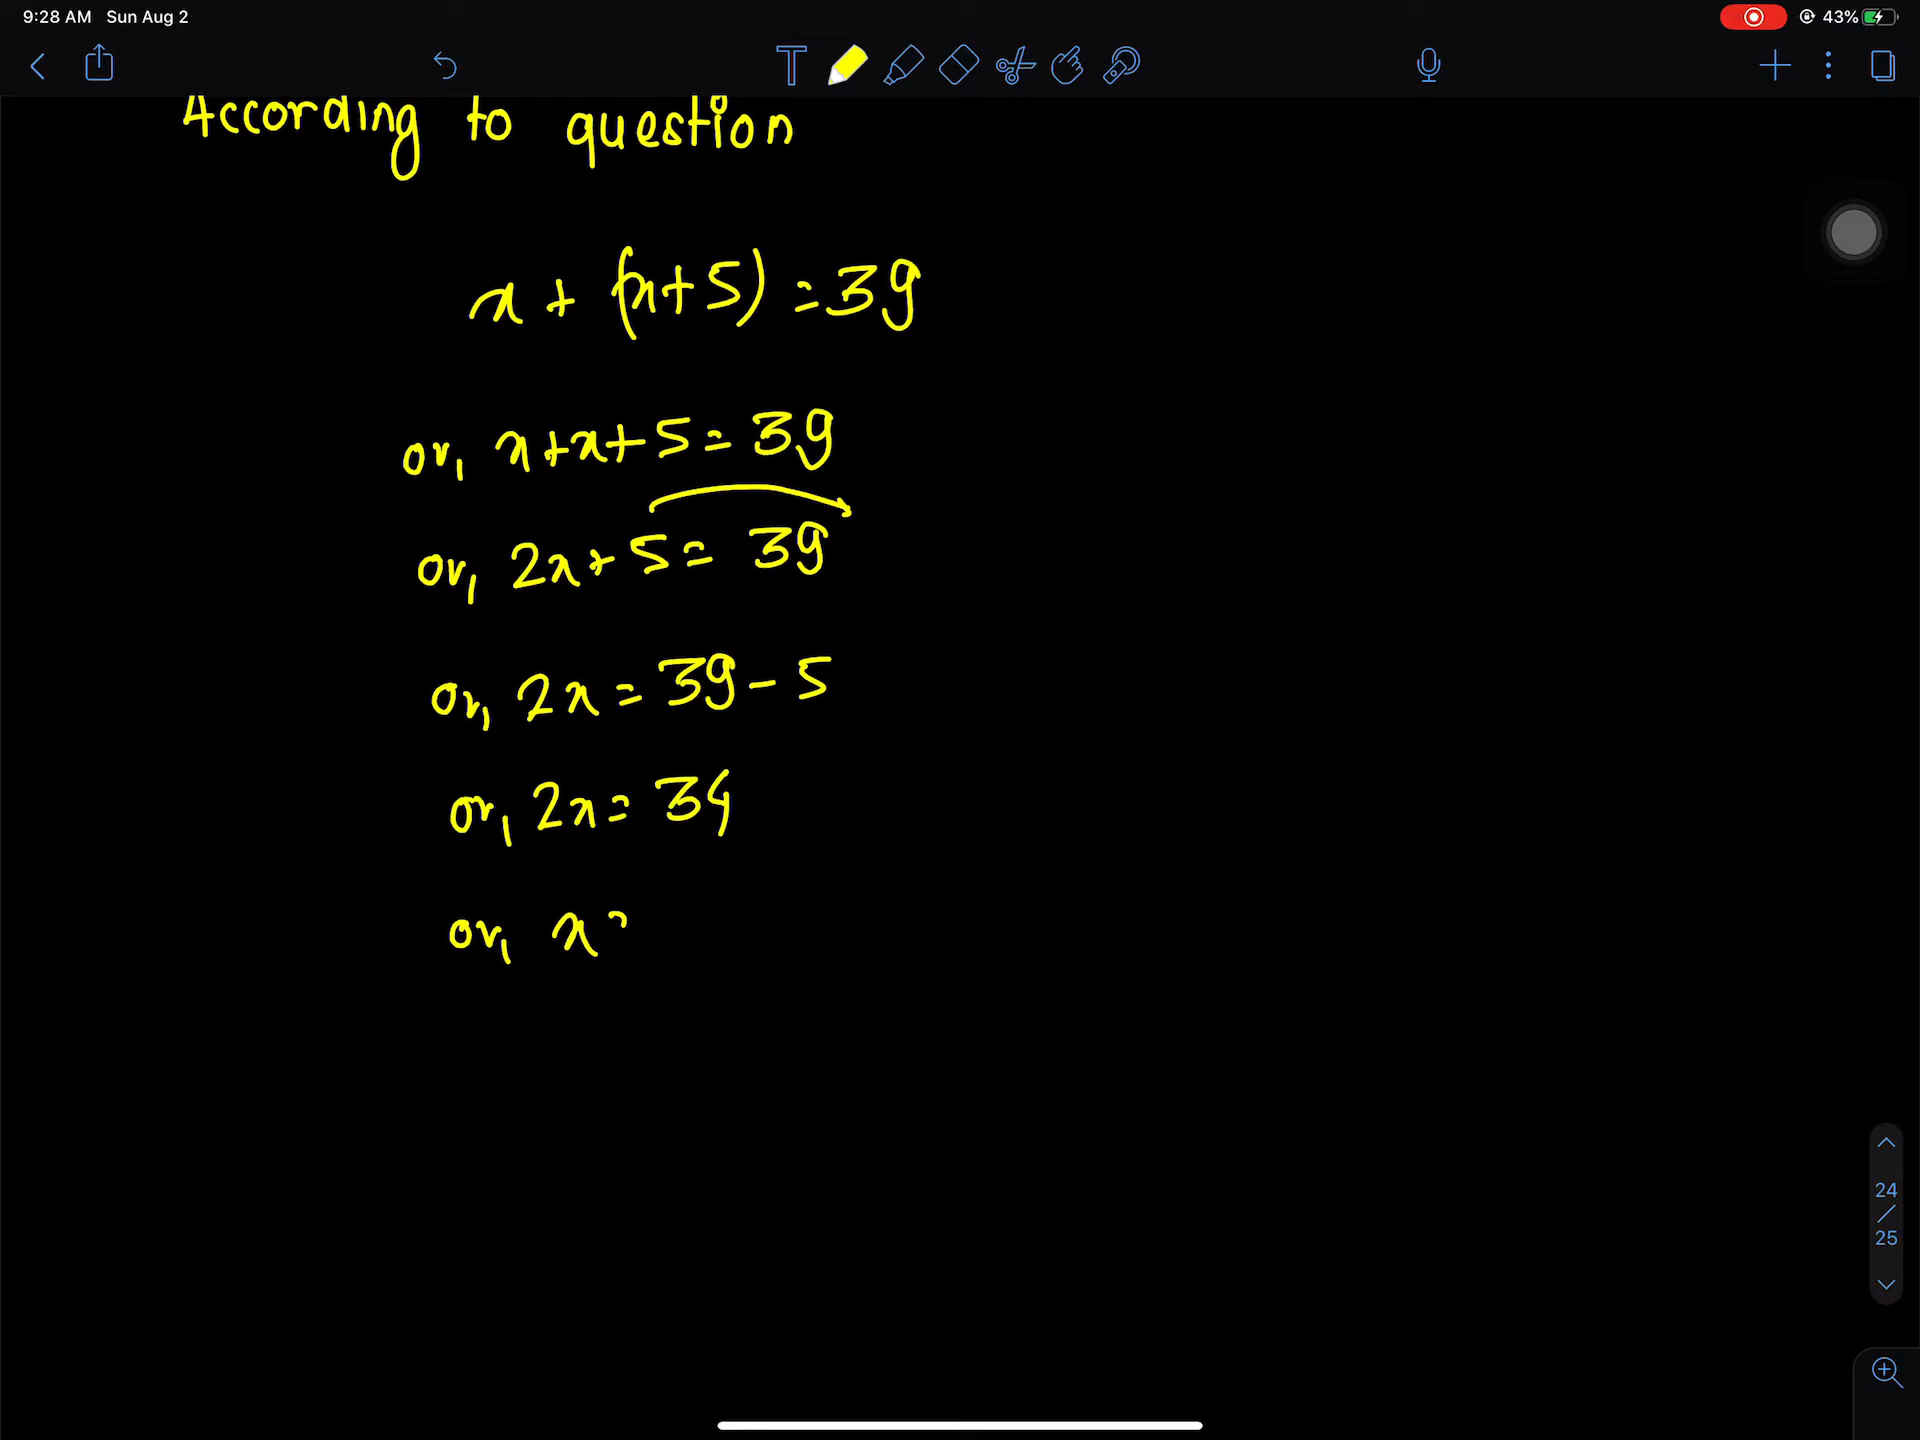 9:28 AM Sun Aug 2
43%
According to question
x + (x+5) = 39
or, x+x+5 = 39
or, 2x+5 = 39
or, 2x = 39-5
or, 2x = 34
or, x =
24
/
25